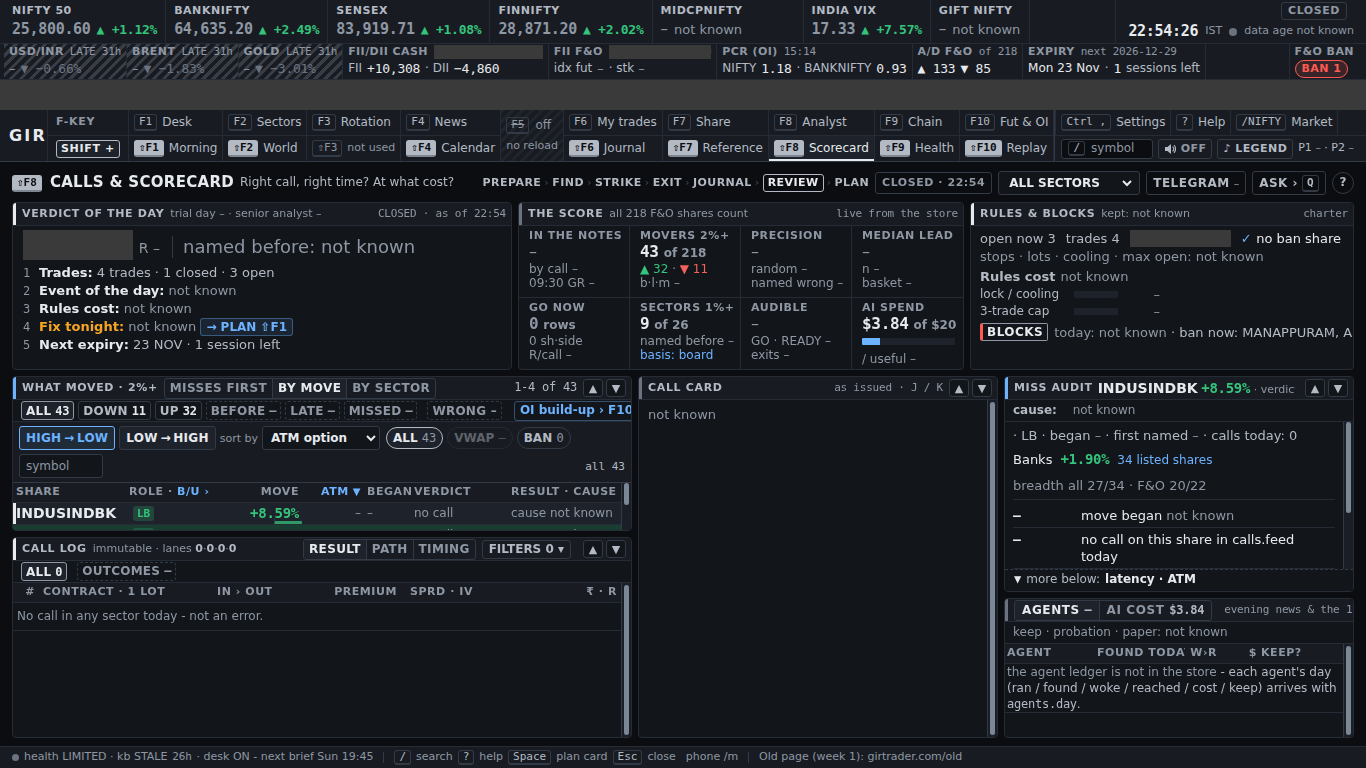 NIFTY 50 BANKNIFTY SENSEX FINNIFTY MIDCPNIFTY INDIA VIX GIFT NIFTY CLOSED
25,800.60 ▲ +1.12% 64,635.20 ▲ +2.49% 83,919.71 ▲ +1.08% 28,871.20 ▲ +2.02% – not known 17.33 ▲ +7.57% – not known 22:54:26 IST ● data age not known
USD/INR LATE 31h BRENT LATE 31h GOLD LATE 31h FII/DII CASH FII F&O PCR (OI) 15:14 A/D F&O of 218 EXPIRY next 2026-12-29 F&O BAN
– ▼ −0.66% – ▼ −1.83% – ▼ −3.01% FII +10,308 · DII −4,860 idx fut – · stk – NIFTY 1.18 · BANKNIFTY 0.93 ▲ 133 ▼ 85 Mon 23 Nov · 1 sessions left BAN 1
GIR F-KEY F1 Desk F2 Sectors F3 Rotation F4 News F5 off F6 My trades F7 Share F8 Analyst F9 Chain F10 Fut & OI Ctrl , Settings ? Help /NIFTY Market
SHIFT + ⇧F1 Morning ⇧F2 World ⇧F3 not used ⇧F4 Calendar no reload ⇧F6 Journal ⇧F7 Reference ⇧F8 Scorecard ⇧F9 Health ⇧F10 Replay / symbol OFF ♪ LEGEND P1 – · P2 –
⇧F8 CALLS & SCORECARD Right call, right time? At what cost? PREPARE · FIND · STRIKE · EXIT · JOURNAL · REVIEW · PLAN CLOSED · 22:54 ALL SECTORS TELEGRAM – ASK › Q ?
VERDICT OF THE DAY trial day – · senior analyst – CLOSED · as of 22:54
R – named before: not known
1 Trades: 4 trades · 1 closed · 3 open
2 Event of the day: not known
3 Rules cost: not known
4 Fix tonight: not known → PLAN ⇧F1
5 Next expiry: 23 NOV · 1 session left
THE SCORE all 218 F&O shares count live from the store
IN THE NOTES MOVERS 2%+ PRECISION MEDIAN LEAD
– 43 of 218 – –
by call – ▲ 32 · ▼ 11 random – n –
09:30 GR – b·l·m – named wrong – basket –
GO NOW SECTORS 1%+ AUDIBLE AI SPEND
0 rows 9 of 26 – $3.84 of $20
0 sh·side named before – GO · READY –
R/call – basis: board exits – / useful –
RULES & BLOCKS kept: not known charter
open now 3 trades 4 ✓ no ban share
stops · lots · cooling · max open: not known
Rules cost not known
lock / cooling –
3-trade cap –
BLOCKS today: not known · ban now: MANAPPURAM, A
WHAT MOVED · 2%+ MISSES FIRST BY MOVE BY SECTOR 1-4 of 43 ▲ ▼
ALL 43 DOWN 11 UP 32 BEFORE – LATE – MISSED – WRONG – OI build-up › F10
HIGH → LOW LOW → HIGH sort by ATM option ALL 43 VWAP – BAN 0
symbol all 43
SHARE ROLE · B/U › MOVE ATM ▼ BEGAN VERDICT RESULT · CAUSE
INDUSINDBK LB +8.59% – – no call cause not known
CALL LOG immutable · lanes 0·0·0·0 RESULT PATH TIMING FILTERS 0 ▾ ▲ ▼
ALL 0 OUTCOMES –
# CONTRACT · 1 LOT IN › OUT PREMIUM SPRD · IV ₹ · R
No call in any sector today - not an error.
CALL CARD as issued · J / K ▲ ▼
not known
MISS AUDIT INDUSINDBK +8.59% · verdic ▲ ▼
cause: not known
· LB · began – · first named – · calls today: 0
Banks +1.90% 34 listed shares
breadth all 27/34 · F&O 20/22
– move began not known
– no call on this share in calls.feed
today
▼ more below: latency · ATM
AGENTS – AI COST $3.84 evening news & the 1
keep · probation · paper: not known
AGENT FOUND TODA W›R $ KEEP?
the agent ledger is not in the store - each agent's day
(ran / found / woke / reached / cost / keep) arrives with
agents.day.
● health LIMITED · kb STALE 26h · desk ON - next brief Sun 19:45 / search ? help Space plan card Esc close phone /m Old page (week 1): girtrader.com/old